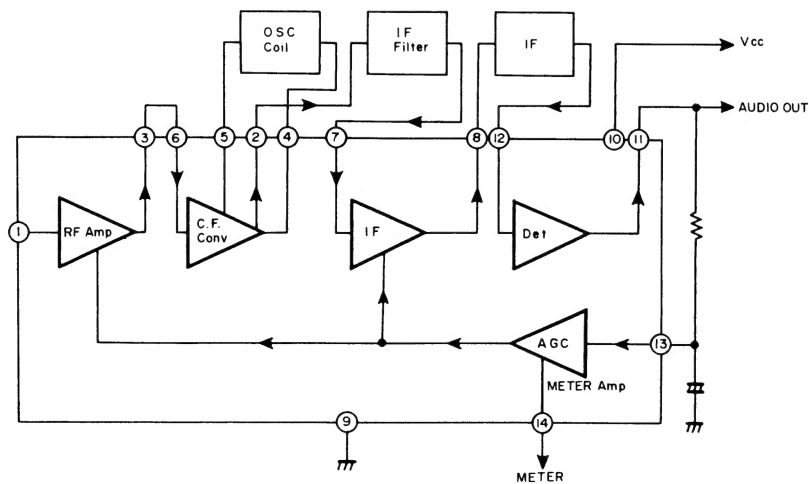 OSC
Coil
IF
Filter
IF
Vcc
AUDIO OUT
3
6
5
2
4
7
8
12
10
11
1
RF Amp
C.F.
Conv
IF
Det
AGC
13
METER Amp
9
14
METER